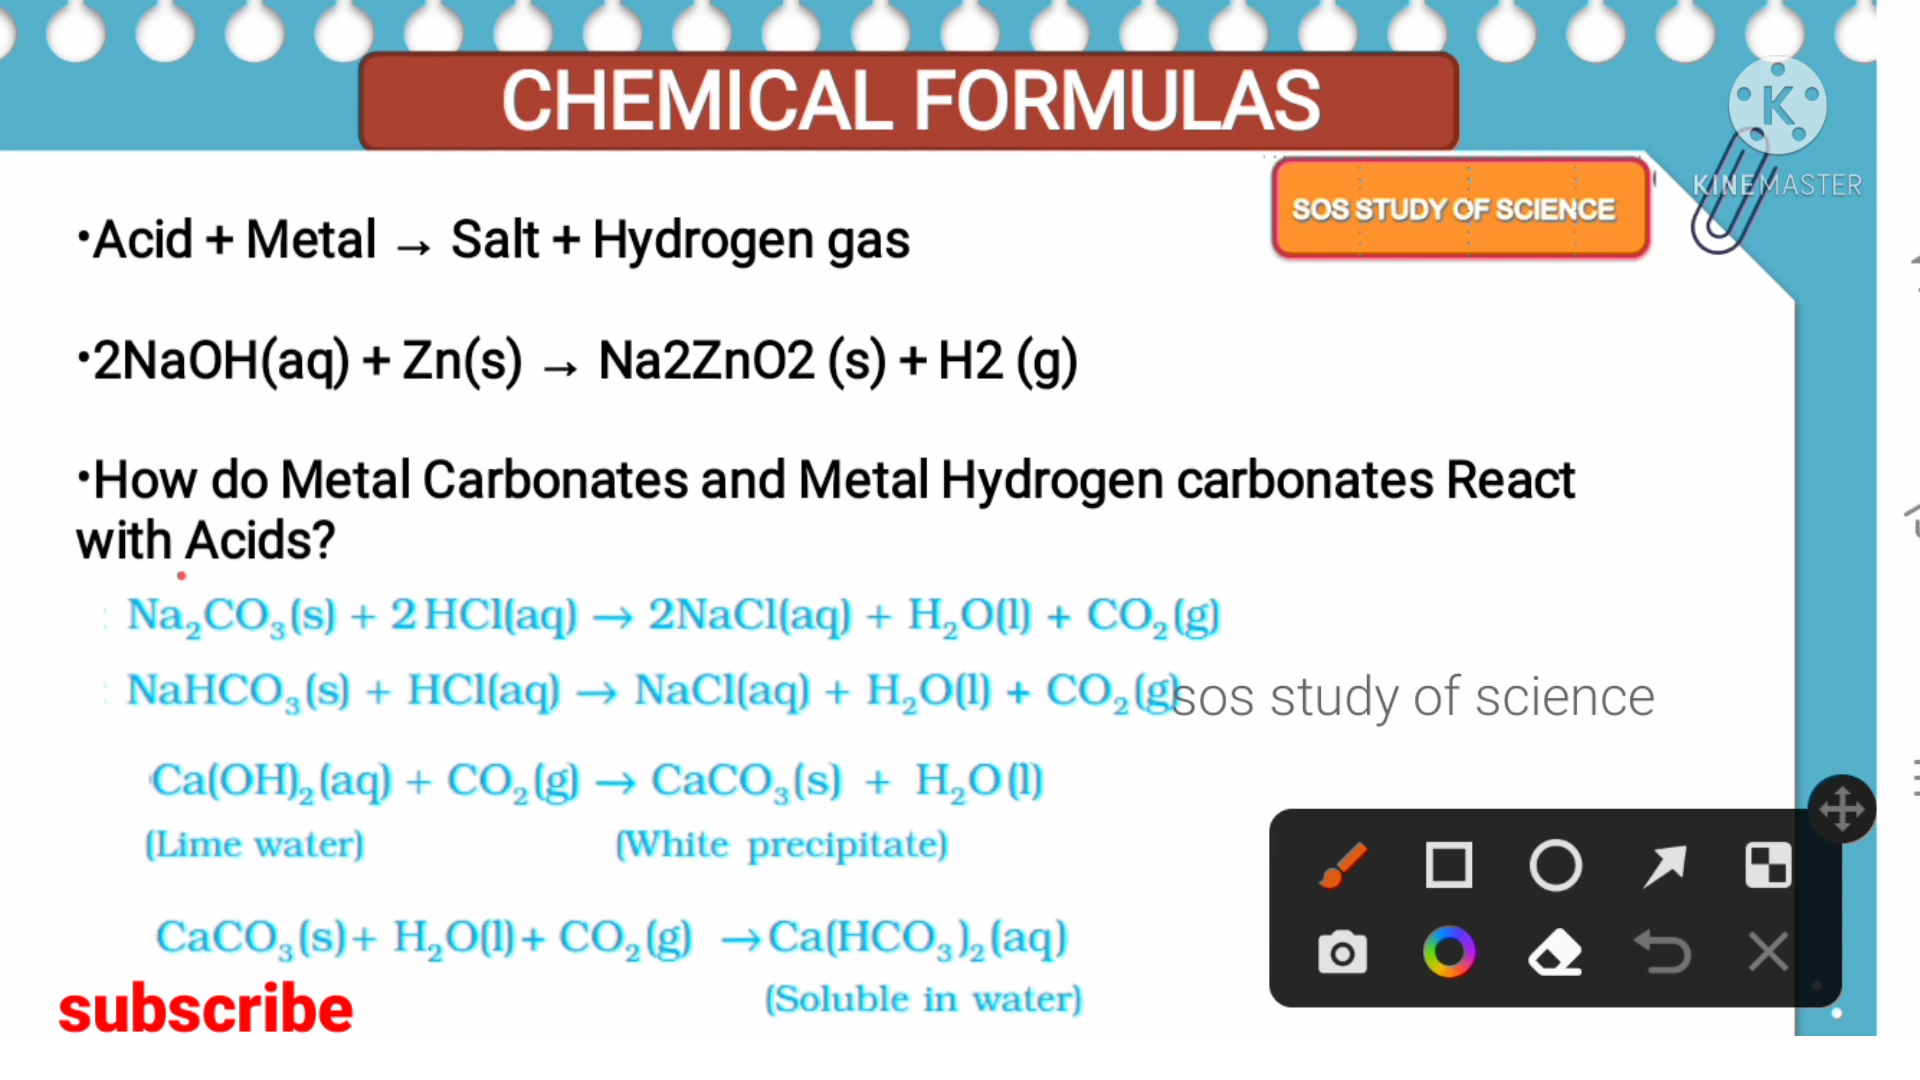 CHEMICAL FORMULAS
KINEMASTER
SOS STUDY OF SCIENCE
•Acid + Metal → Salt + Hydrogen gas
•2NaOH(aq) + Zn(s) → Na2ZnO2 (s) + H2 (g)
•How do Metal Carbonates and Metal Hydrogen carbonates React
with Acids?
Na₂CO₃(s) + 2 HCl(aq) → 2NaCl(aq) + H₂O(l) + CO₂(g)
NaHCO₃(s) + HCl(aq) → NaCl(aq) + H₂O(l) + CO₂(g)
sos study of science
Ca(OH)₂(aq) + CO₂(g) → CaCO₃(s) + H₂O(l)
(Lime water) (White precipitate)
CaCO₃(s)+ H₂O(l)+ CO₂(g) →Ca(HCO₃)₂(aq)
(Soluble in water)
subscribe